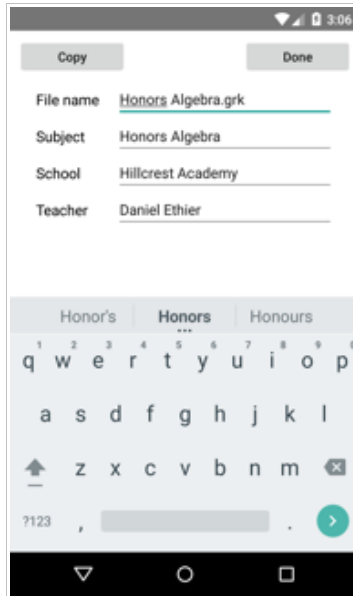 3:06
Copy Done
File name Honors Algebra.grk
Subject Honors Algebra
School Hillcrest Academy
Teacher Daniel Ethier
Honor's Honors Honours
1 2 3 4 5 6 7 8 9 0
q w e r t y u i o p
a s d f g h j k l
z x c v b n m
?123 , .